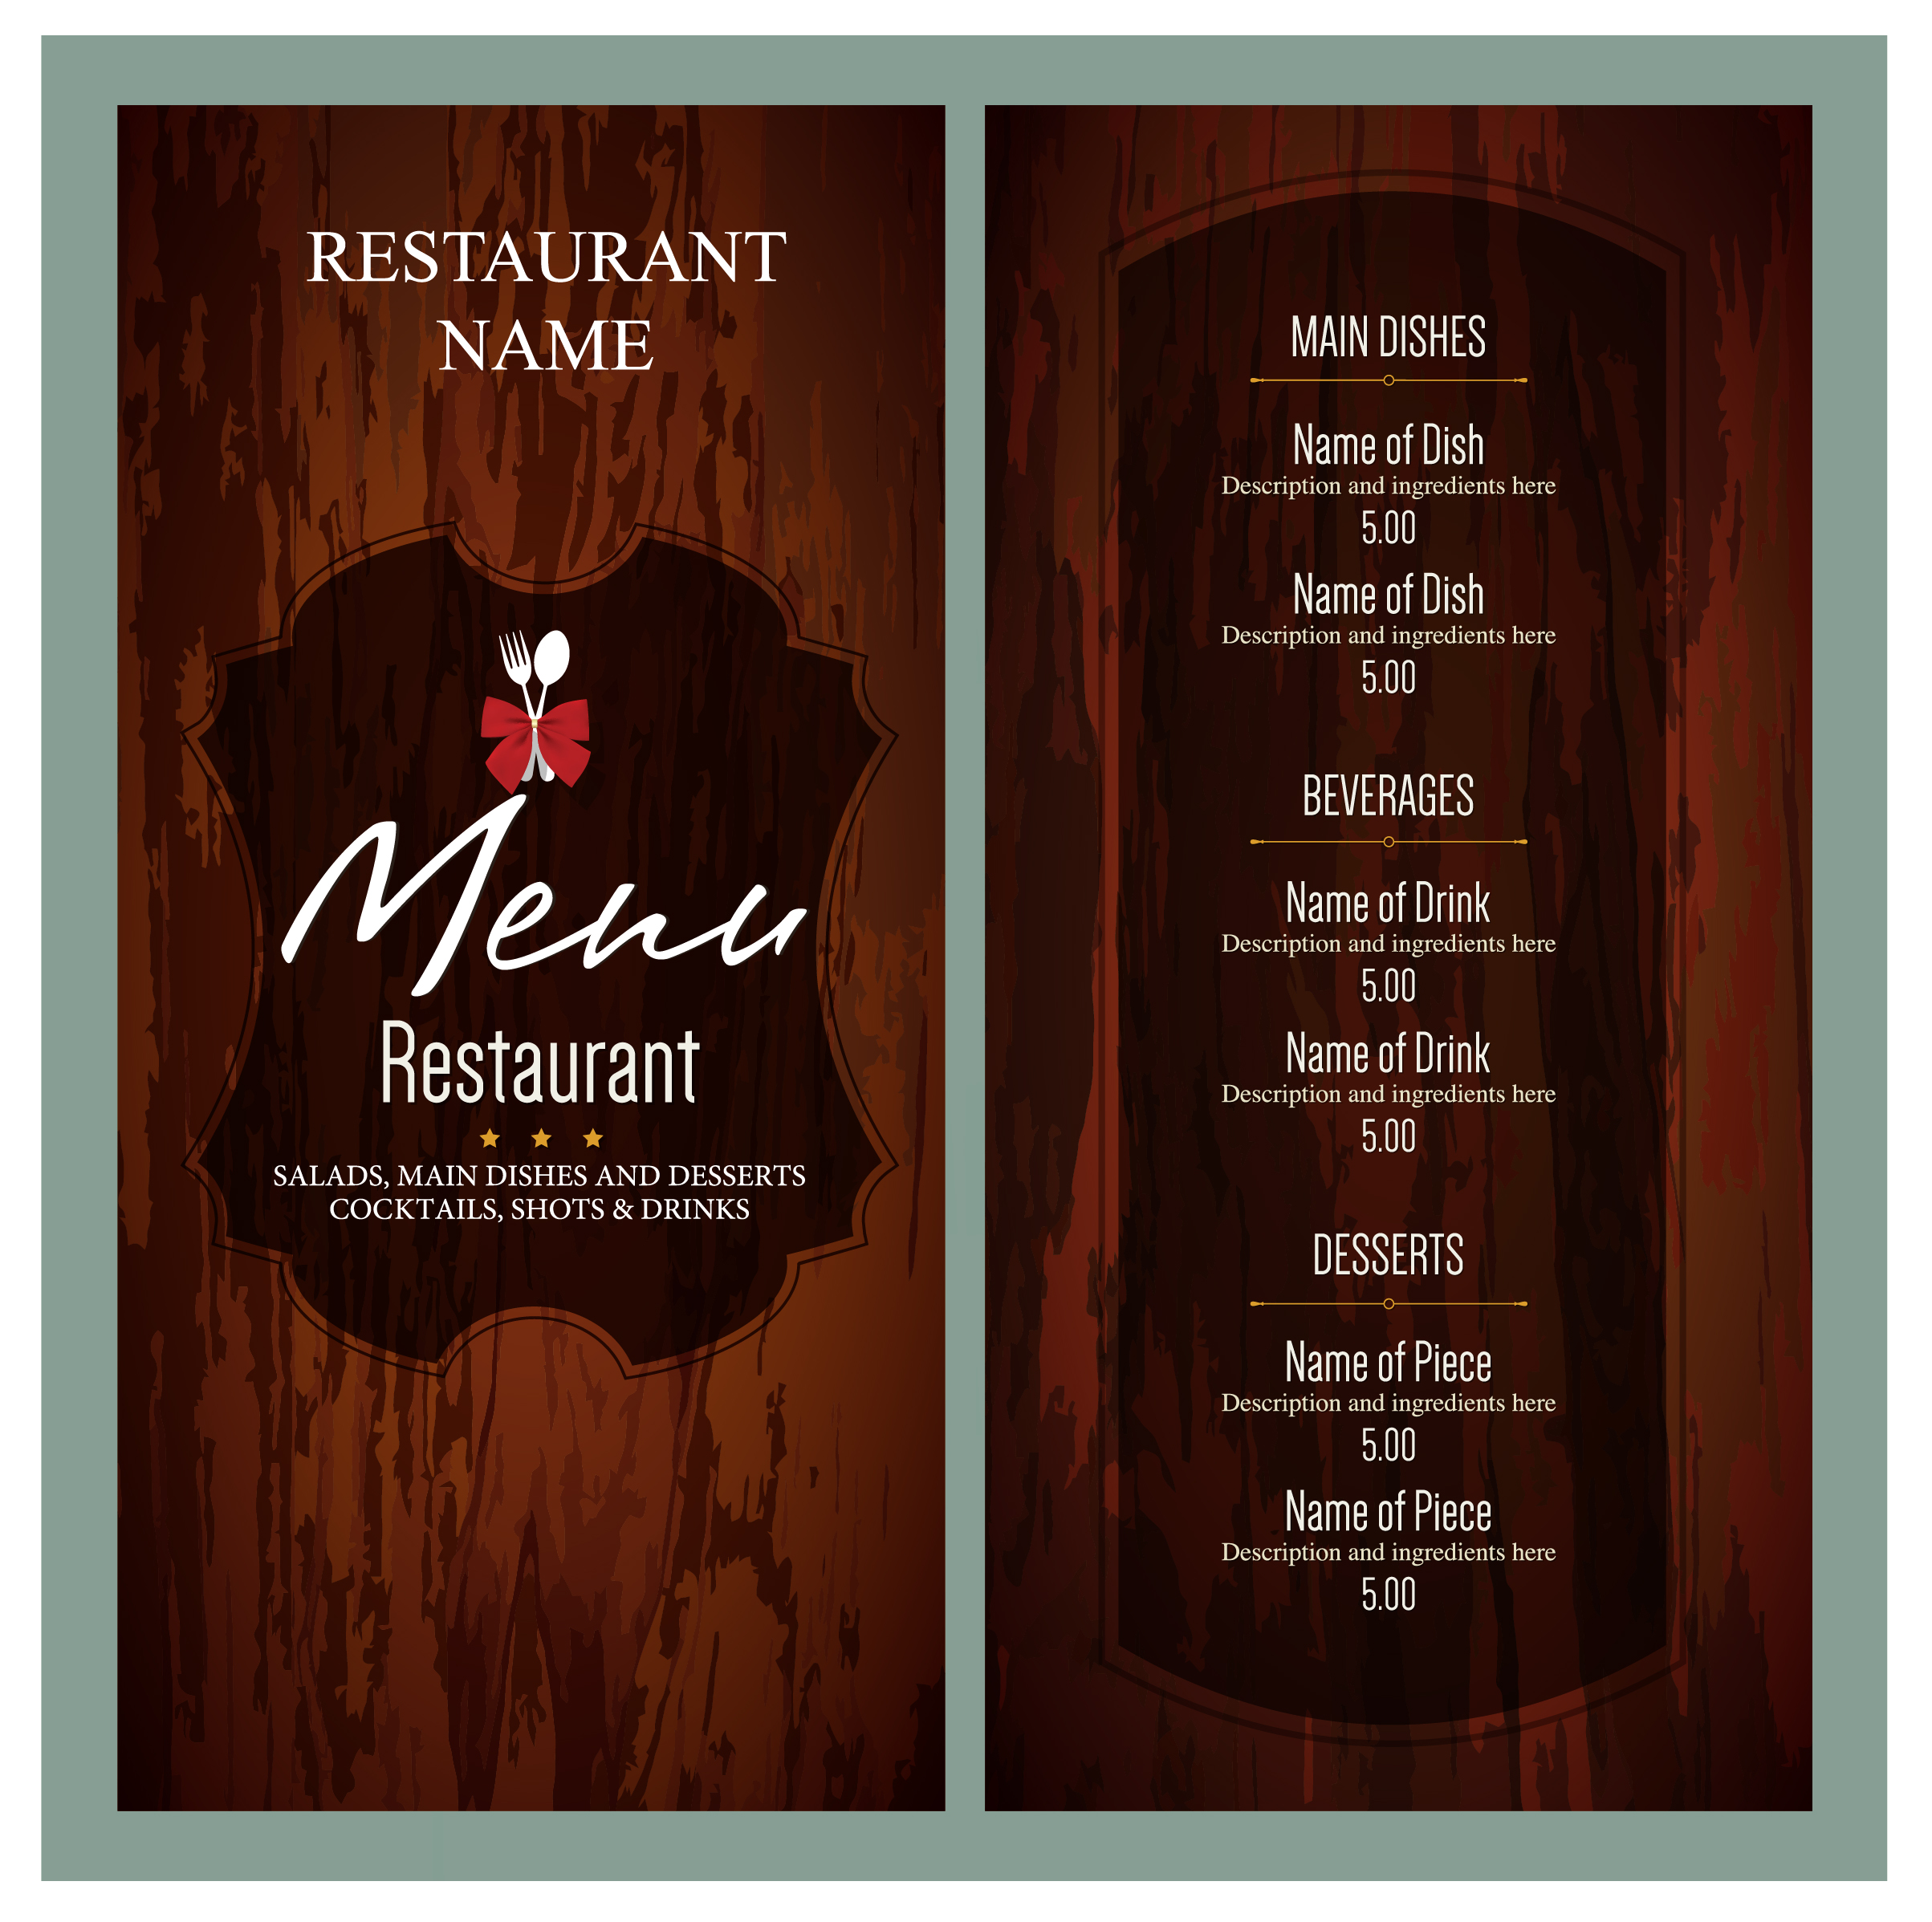 RESTAURANT
NAME
Menu
Restaurant
SALADS, MAIN DISHES AND DESSERTS
COCKTAILS, SHOTS & DRINKS
MAIN DISHES
Name of Dish
Description and ingredients here
5.00
Name of Dish
Description and ingredients here
5.00
BEVERAGES
Name of Drink
Description and ingredients here
5.00
Name of Drink
Description and ingredients here
5.00
DESSERTS
Name of Piece
Description and ingredients here
5.00
Name of Piece
Description and ingredients here
5.00